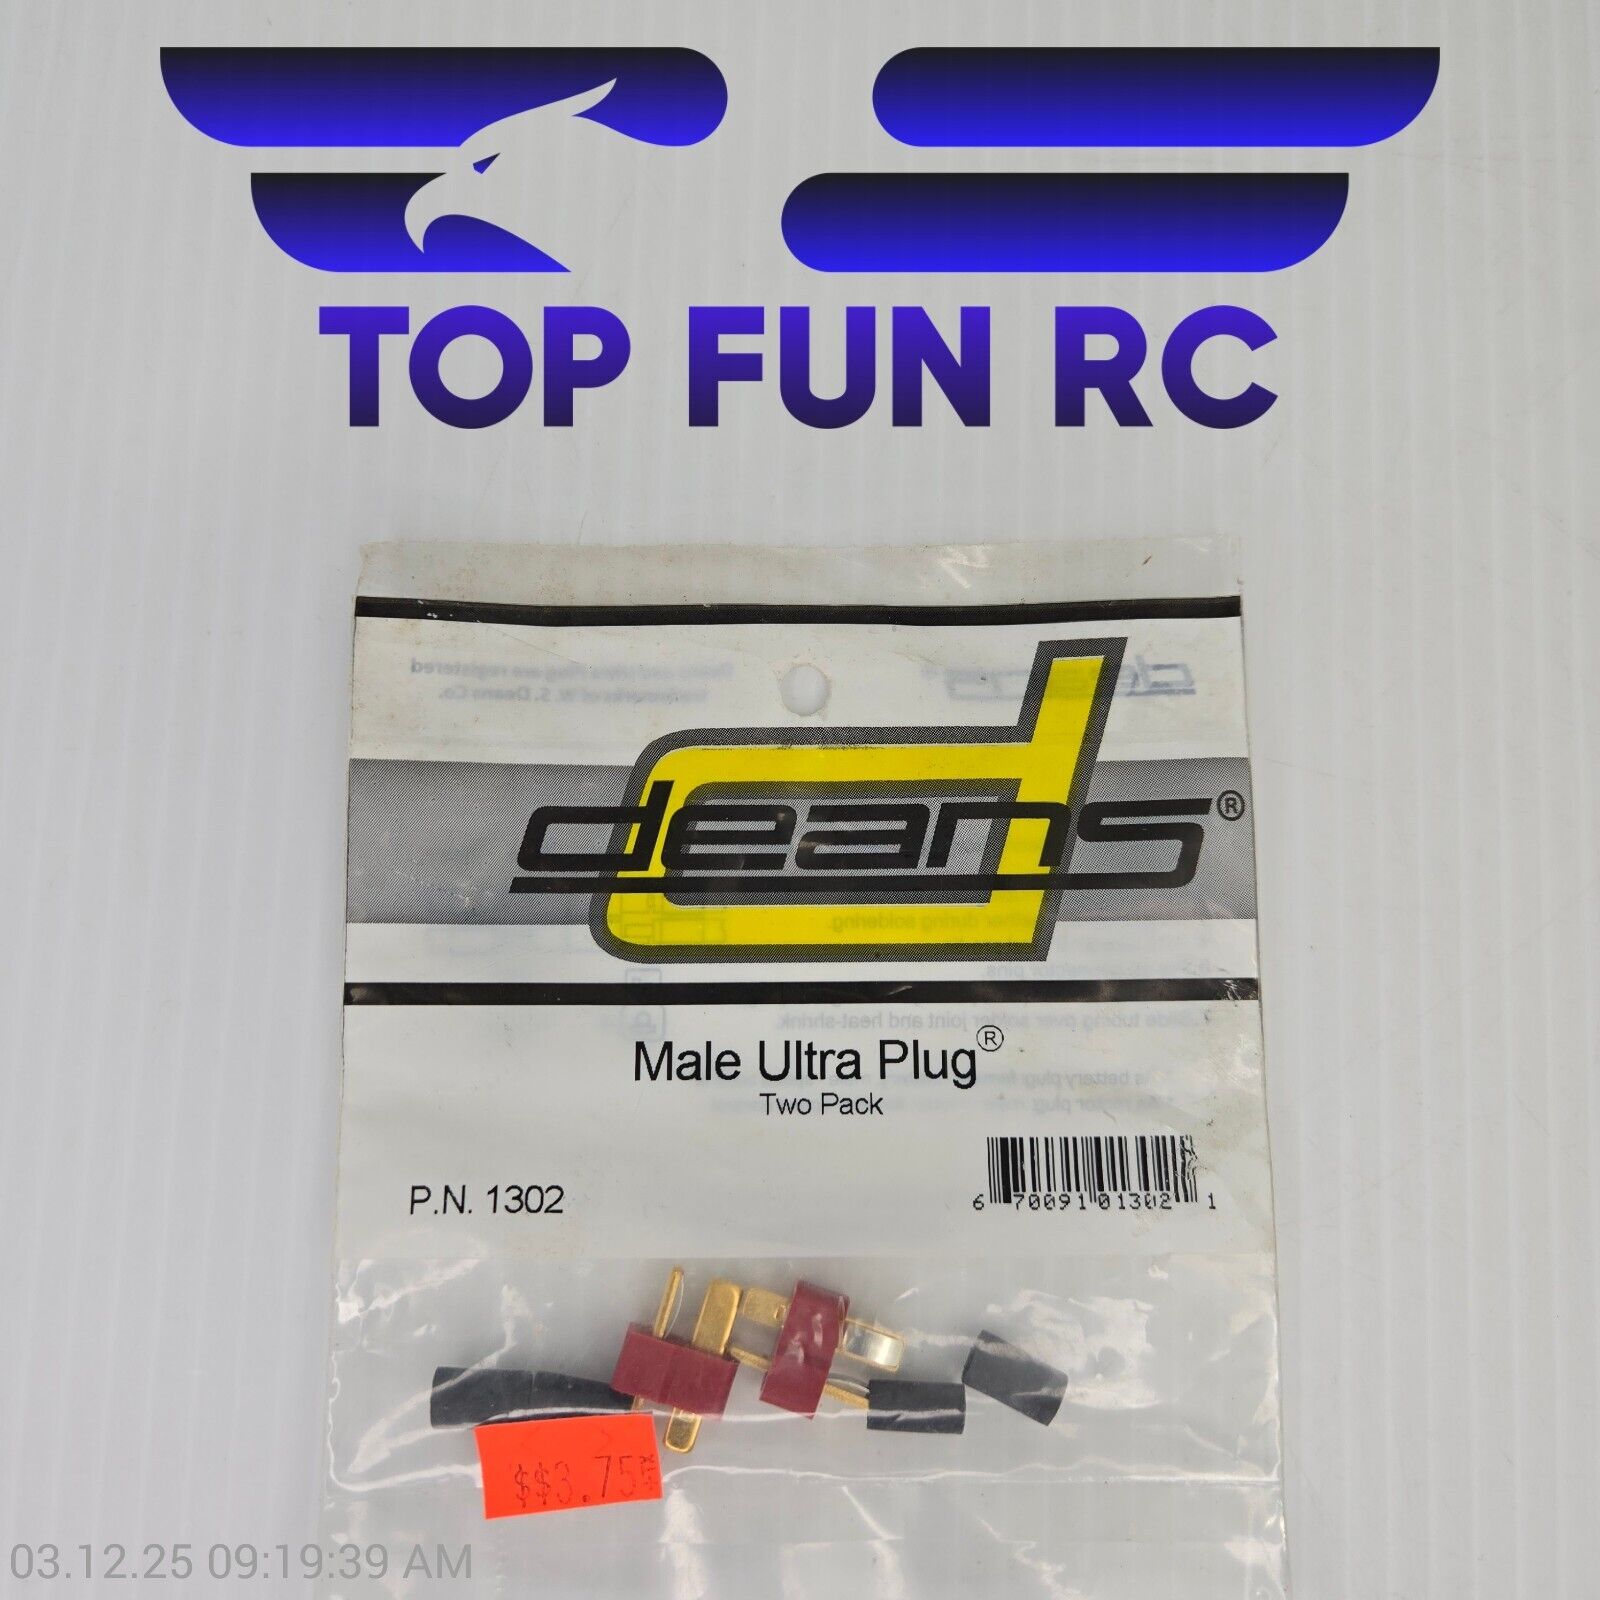 TOP FUN RC
deans®
Male Ultra Plug®
Two Pack
P.N. 1302
6 70091 01302 1
$$3.75
03.12.25 09:19:39 AM